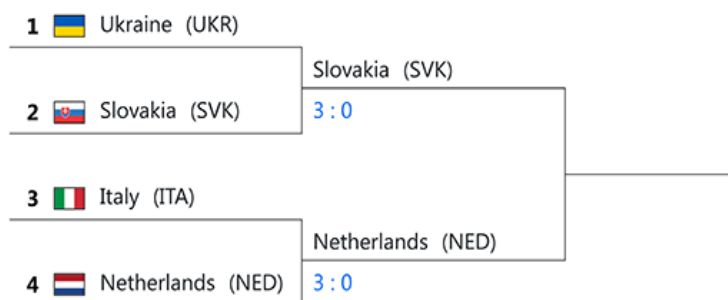 1 Ukraine (UKR)
Slovakia (SVK)
2 Slovakia (SVK) 3 : 0
3 Italy (ITA)
Netherlands (NED)
4 Netherlands (NED) 3 : 0